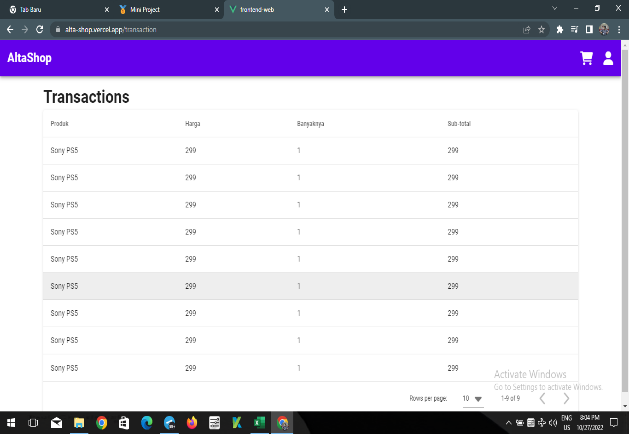 Tab Baru
Mini Project
frontend-web
alta-shop.vercel.app/transaction
AltaShop
Transactions
Produk Harga Banyaknya Sub-total
Sony PS5 299 1 299
Sony PS5 299 1 299
Sony PS5 299 1 299
Sony PS5 299 1 299
Sony PS5 299 1 299
Sony PS5 299 1 299
Sony PS5 299 1 299
Sony PS5 299 1 299
Sony PS5 299 1 299
Activate Windows
Go to Settings to activate Windows.
Rows per page: 10 1-9 of 9
ENG 8:04 PM
US 10/27/2022